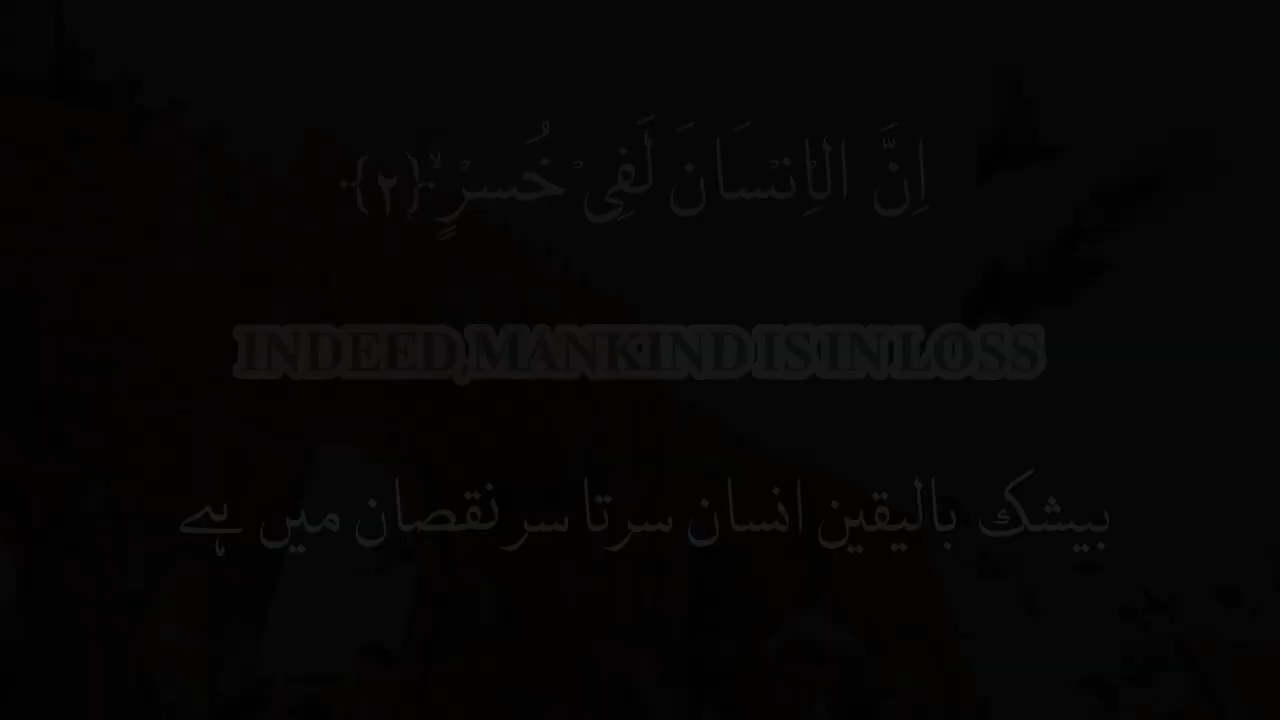 اِنَّ الۡاِنۡسَانَ لَفِىۡ خُسۡرٍۙ ﴿۲﴾
INDEED, MANKIND IS IN LOSS
بیشک بالیقین انسان سرتا سر نقصان میں ہے